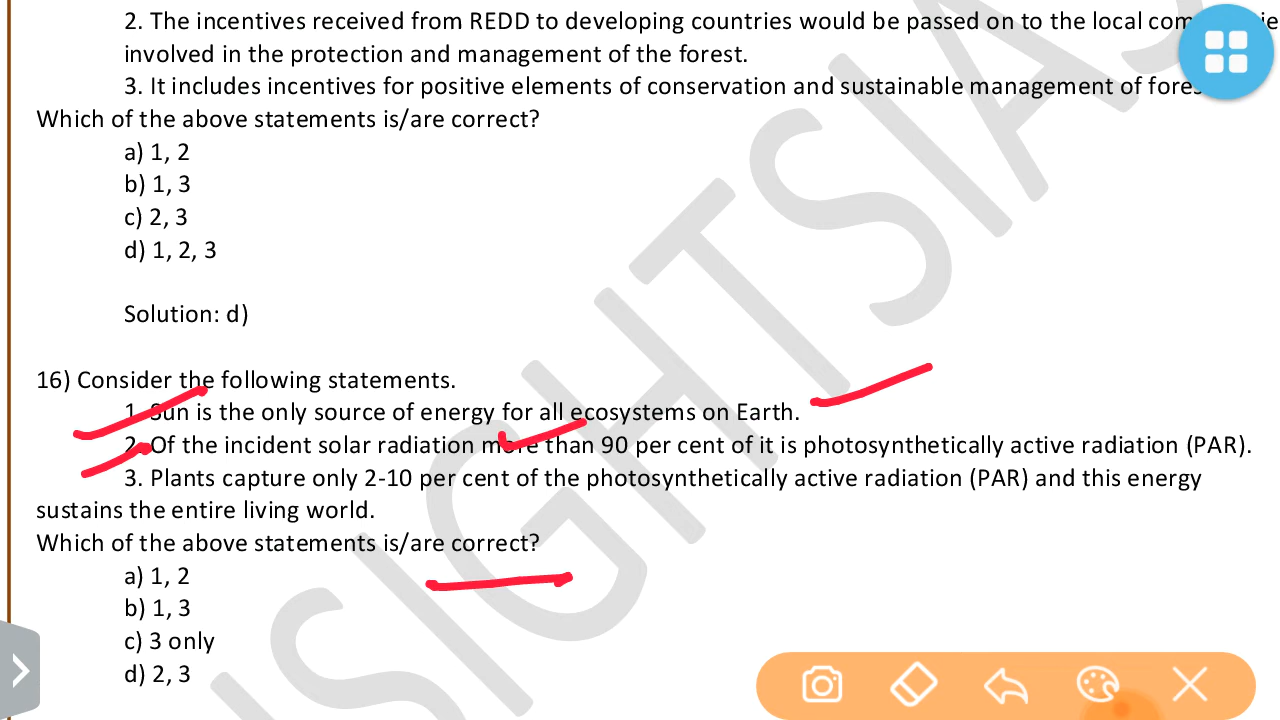 2. The incentives received from REDD to developing countries would be passed on to the local
involved in the protection and management of the forest.
3. It includes incentives for positive elements of conservation and sustainable management of
Which of the above statements is/are correct?
a) 1, 2
b) 1, 3
c) 2, 3
d) 1, 2, 3
Solution: d)
16) Consider the following statements.
1. Sun is the only source of energy for all ecosystems on Earth.
2. Of the incident solar radiation more than 90 per cent of it is photosynthetically active radiation (PAR).
3. Plants capture only 2-10 per cent of the photosynthetically active radiation (PAR) and this energy
sustains the entire living world.
Which of the above statements is/are correct?
a) 1, 2
b) 1, 3
c) 3 only
d) 2, 3
NSIGHTSIAS